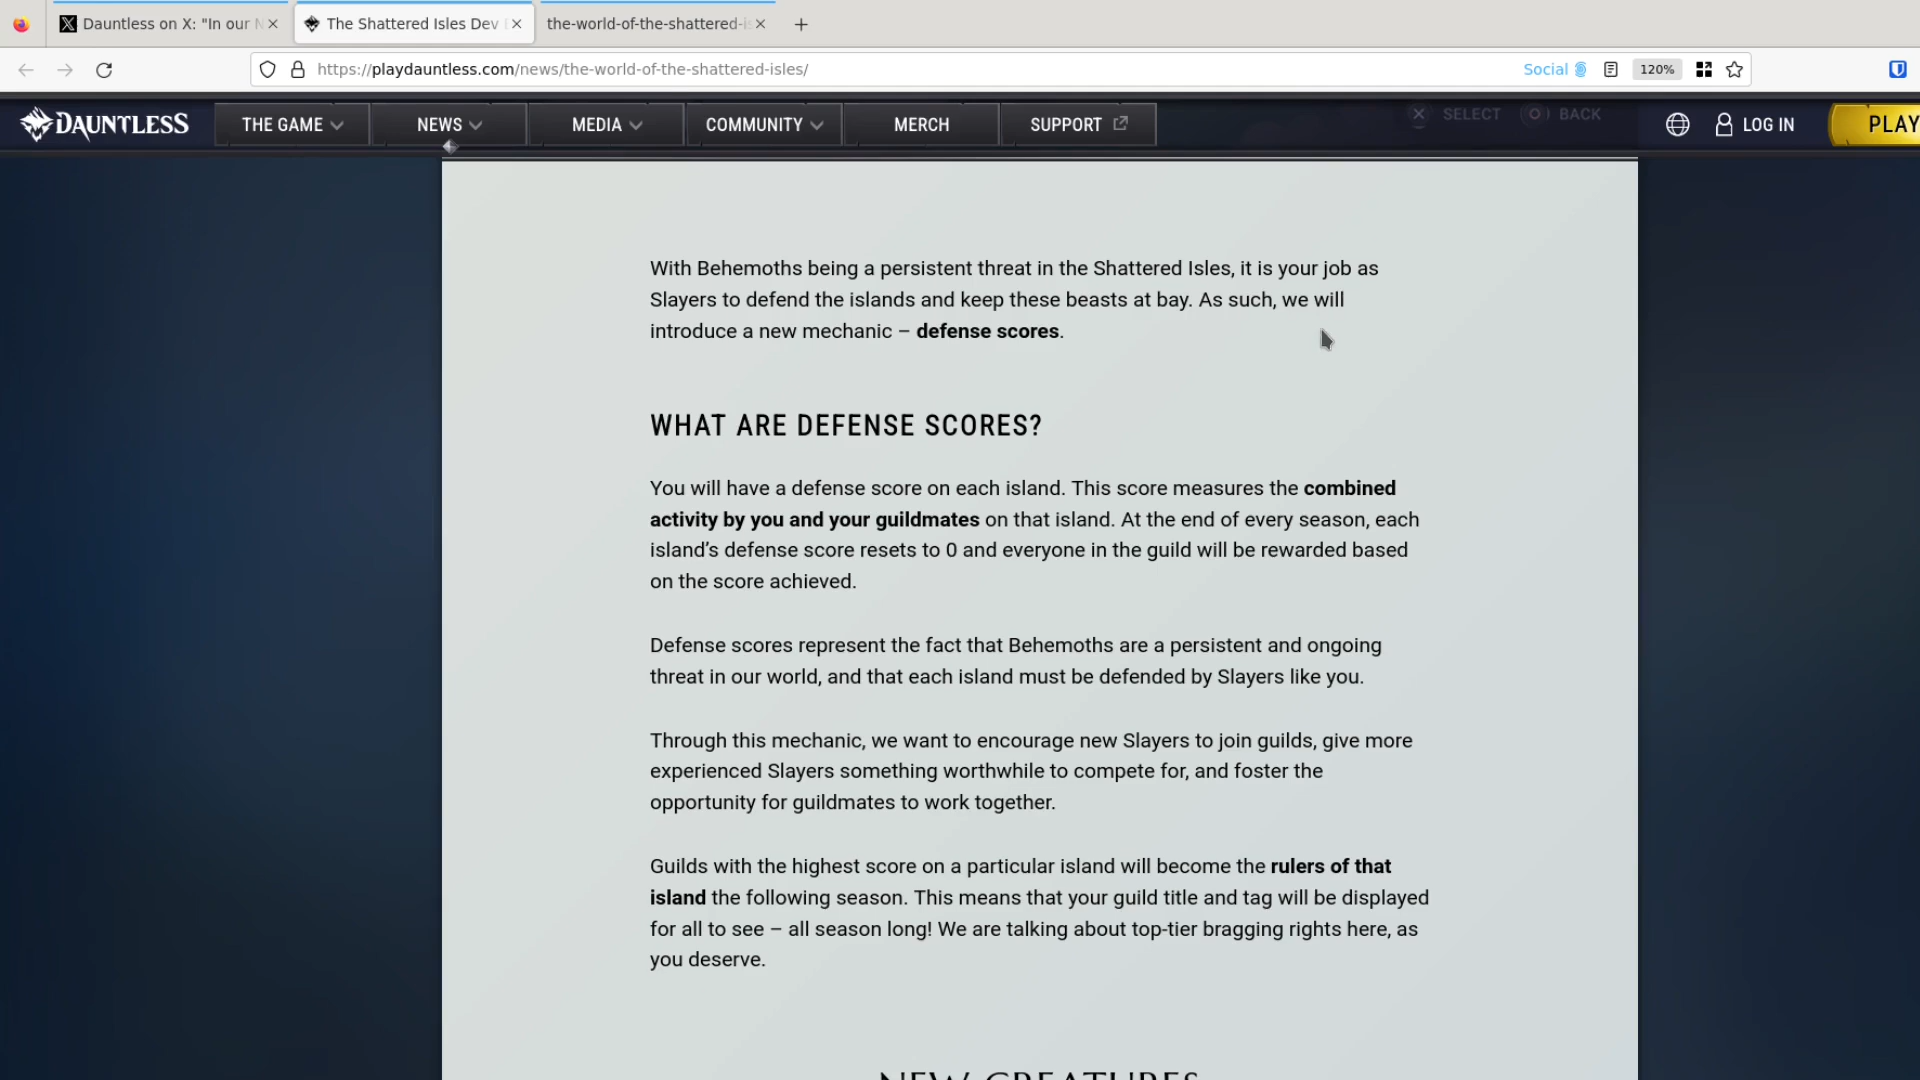 Dauntless on X: "In our N
The Shattered Isles Dev
the-world-of-the-shattered-is
https://playdauntless.com/news/the-world-of-the-shattered-isles/
Social
120%
DAUNTLESS
THE GAME
NEWS
MEDIA
COMMUNITY
MERCH
SUPPORT
SELECT
BACK
LOG IN
PLAY
With Behemoths being a persistent threat in the Shattered Isles, it is your job as
Slayers to defend the islands and keep these beasts at bay. As such, we will
introduce a new mechanic – defense scores.
WHAT ARE DEFENSE SCORES?
You will have a defense score on each island. This score measures the combined
activity by you and your guildmates on that island. At the end of every season, each
island's defense score resets to 0 and everyone in the guild will be rewarded based
on the score achieved.
Defense scores represent the fact that Behemoths are a persistent and ongoing
threat in our world, and that each island must be defended by Slayers like you.
Through this mechanic, we want to encourage new Slayers to join guilds, give more
experienced Slayers something worthwhile to compete for, and foster the
opportunity for guildmates to work together.
Guilds with the highest score on a particular island will become the rulers of that
island the following season. This means that your guild title and tag will be displayed
for all to see – all season long! We are talking about top-tier bragging rights here, as
you deserve.
NEW CREATURES